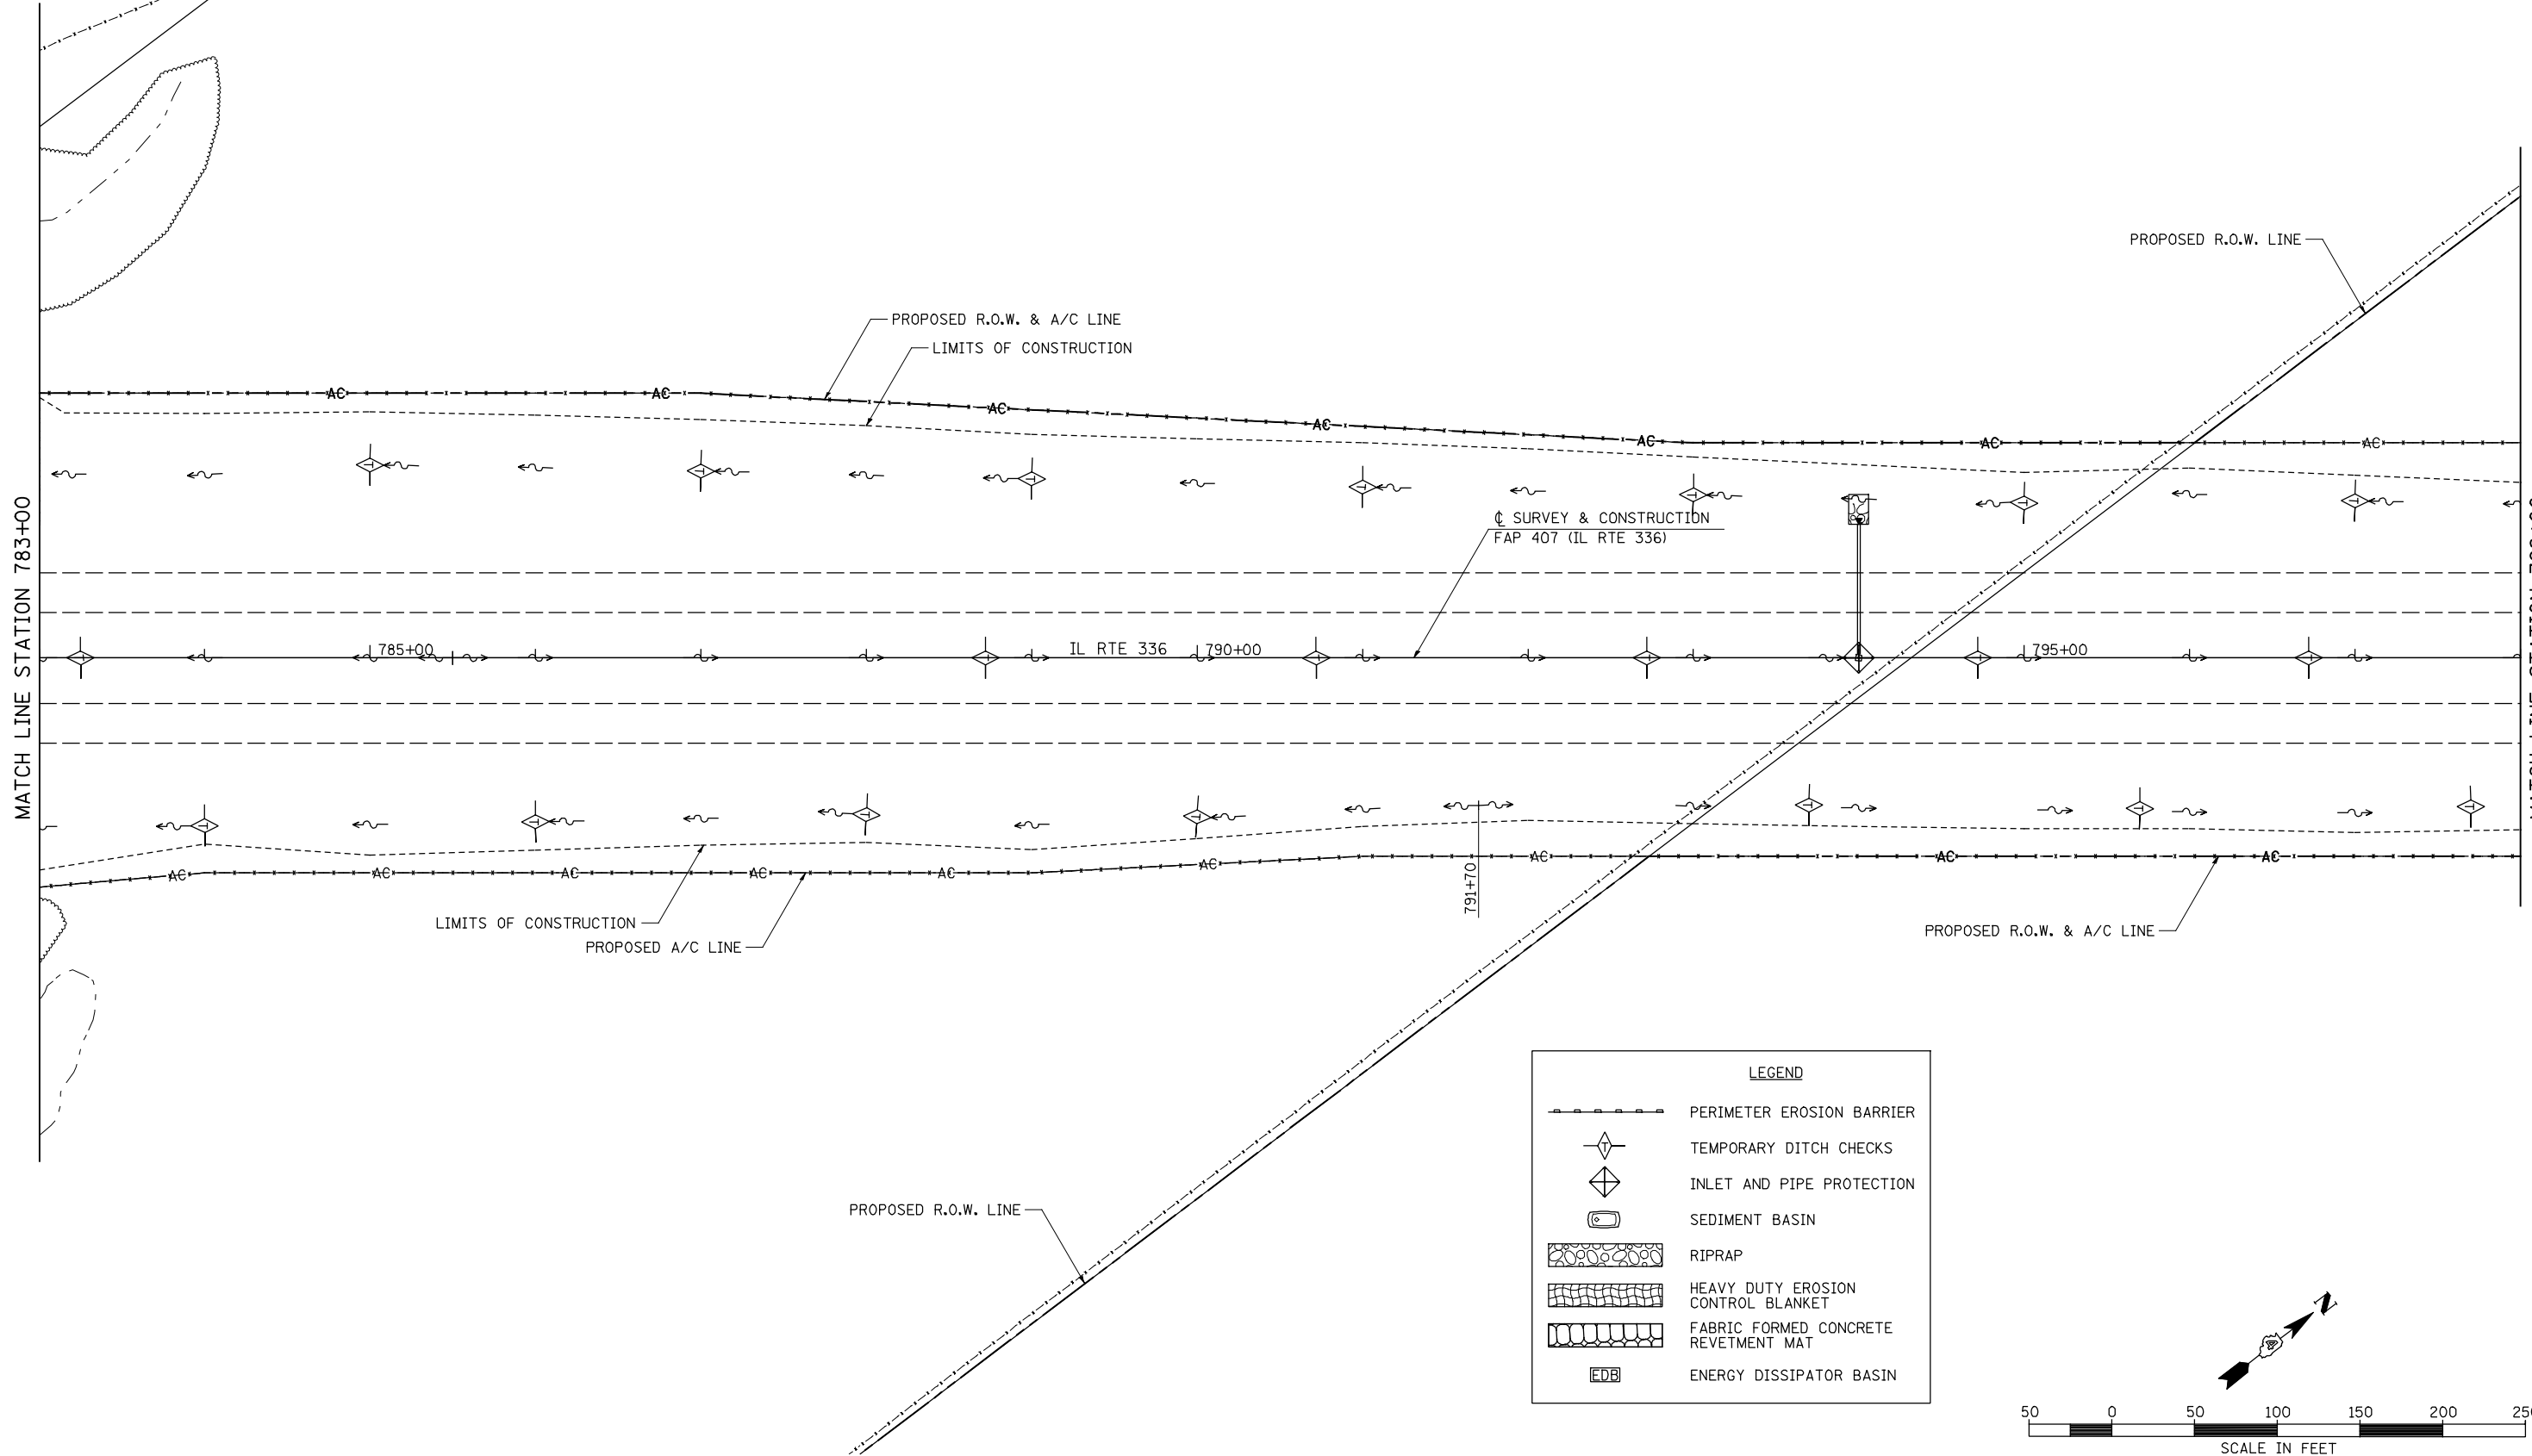 PROPOSED R.O.W. LINE
PROPOSED R.O.W. & A/C LINE
LIMITS OF CONSTRUCTION
AC
AC
AC
AC
AC
AC
AC
MATCH LINE STATION 783+00
T
T
T
T
T
T
T
℄ SURVEY & CONSTRUCTION
FAP 407 (IL RTE 336)
785+00
IL RTE 336
790+00
795+00
T
T
T
T
T
T
T
T
T
T
T
T
T
AC
AC
AC
AC
AC
AC
AC
AC
AC
791+70
LIMITS OF CONSTRUCTION
PROPOSED A/C LINE
PROPOSED R.O.W. & A/C LINE
PROPOSED R.O.W. LINE
LEGEND
PERIMETER EROSION BARRIER
T
TEMPORARY DITCH CHECKS
INLET AND PIPE PROTECTION
SEDIMENT BASIN
RIPRAP
HEAVY DUTY EROSION
CONTROL BLANKET
FABRIC FORMED CONCRETE
REVETMENT MAT
EDB ENERGY DISSIPATOR BASIN
N
50 0 50 100 150 200
SCALE IN FEET